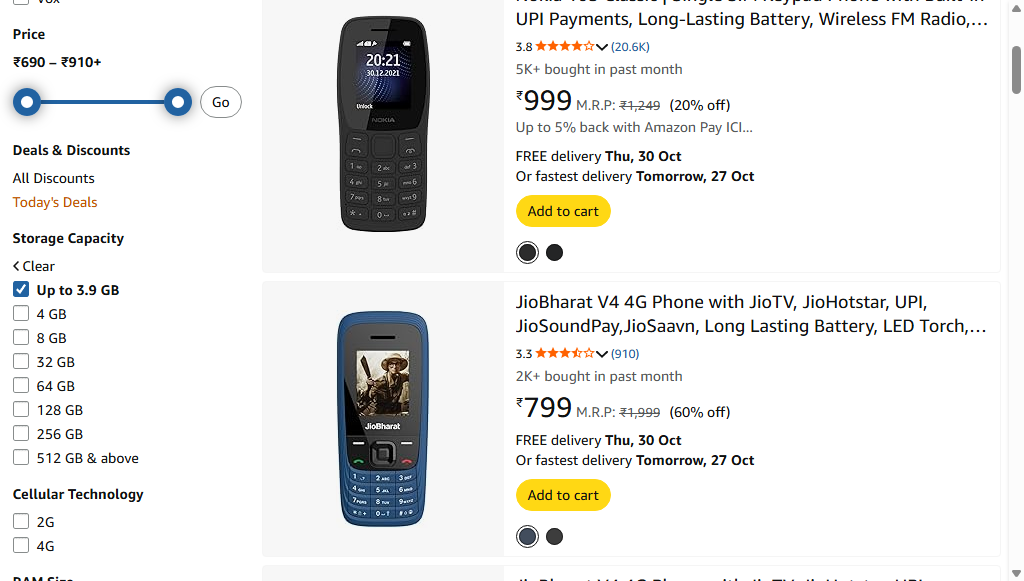 Price
₹690 – ₹910+
Go
Deals & Discounts
All Discounts
Today's Deals
Storage Capacity
Clear
Up to 3.9 GB
4 GB
8 GB
32 GB
64 GB
128 GB
256 GB
512 GB & above
Cellular Technology
2G
4G
UPI Payments, Long-Lasting Battery, Wireless FM Radio,…
3.8 (20.6K)
5K+ bought in past month
₹999 M.R.P: ₹1,249 (20% off)
Up to 5% back with Amazon Pay ICI…
FREE delivery Thu, 30 Oct
Or fastest delivery Tomorrow, 27 Oct
Add to cart
20:21
30.12.2021
Unlock
NOKIA
JioBharat V4 4G Phone with JioTV, JioHotstar, UPI,
JioSoundPay,JioSaavn, Long Lasting Battery, LED Torch,…
3.3 (910)
2K+ bought in past month
₹799 M.R.P: ₹1,999 (60% off)
FREE delivery Thu, 30 Oct
Or fastest delivery Tomorrow, 27 Oct
Add to cart
JioBharat